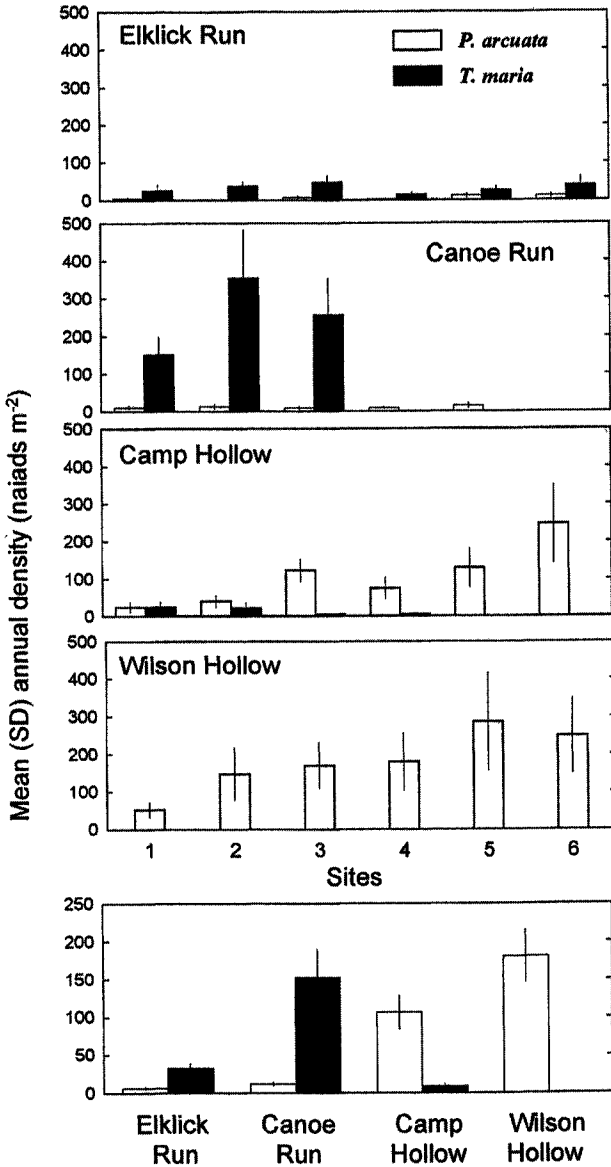 Mean (SD) annual density (naiads m⁻²)
500
400
300
200
100
0
Elklick Run
P. arcuata
T. maria
500
400
300
200
100
0
Canoe Run
500
400
300
200
100
0
Camp Hollow
500
400
300
200
100
0
Wilson Hollow
1 2 3 4 5 6
Sites
250
200
150
100
50
0
Elklick Run
Canoe Run
Camp Hollow
Wilson Hollow